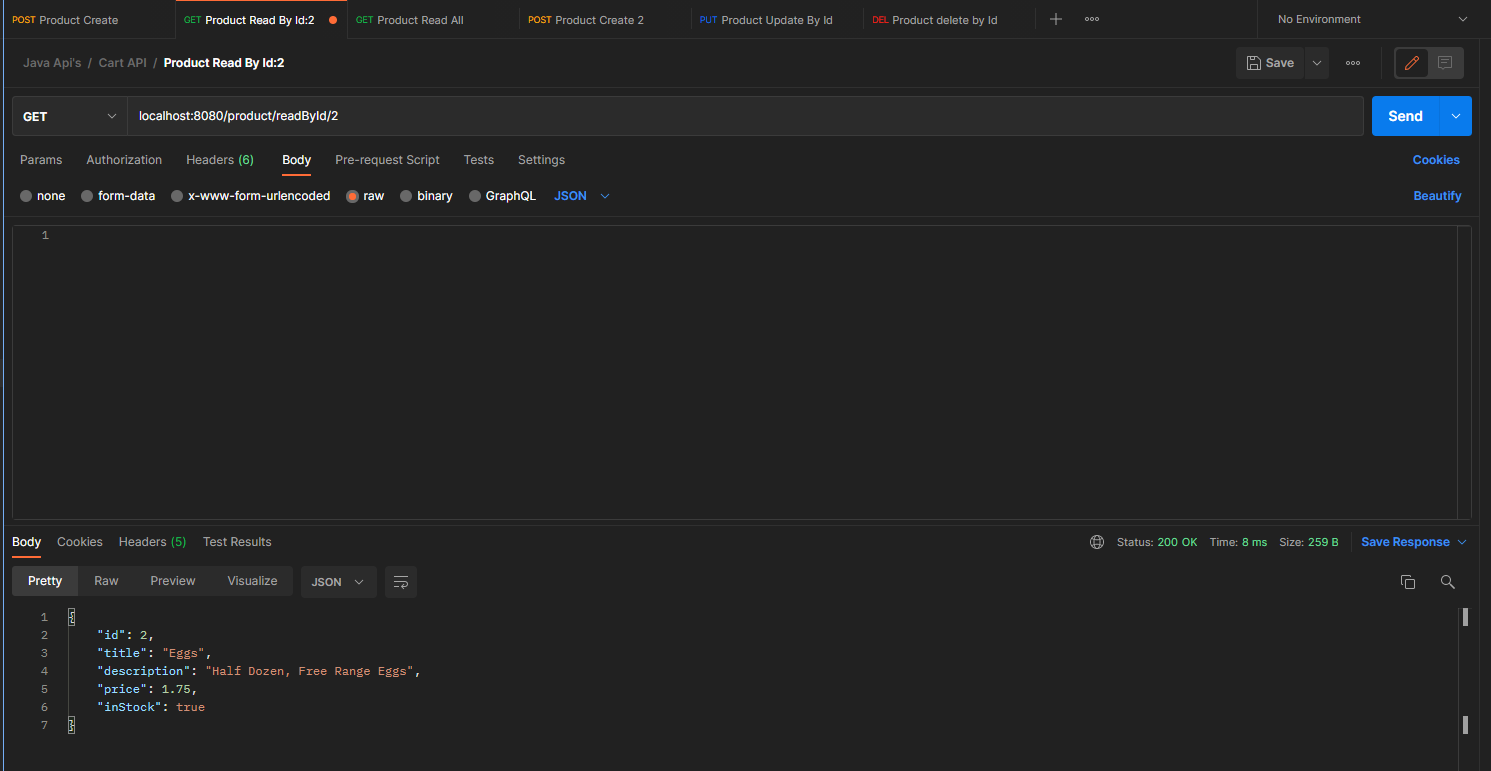 POST Product Create GET Product Read By Id:2 GET Product Read All POST Product Create 2 PUT Product Update By Id DEL Product delete by Id No Environment
Java Api's / Cart API / Product Read By Id:2 Save
GET localhost:8080/product/readById/2 Send
Params Authorization Headers (6) Body Pre-request Script Tests Settings Cookies
none form-data x-www-form-urlencoded raw binary GraphQL JSON Beautify
1
Body Cookies Headers (5) Test Results Status: 200 OK Time: 8 ms Size: 259 B Save Response
Pretty Raw Preview Visualize JSON
1 {
2 "id": 2,
3 "title": "Eggs",
4 "description": "Half Dozen, Free Range Eggs",
5 "price": 1.75,
6 "inStock": true
7 }